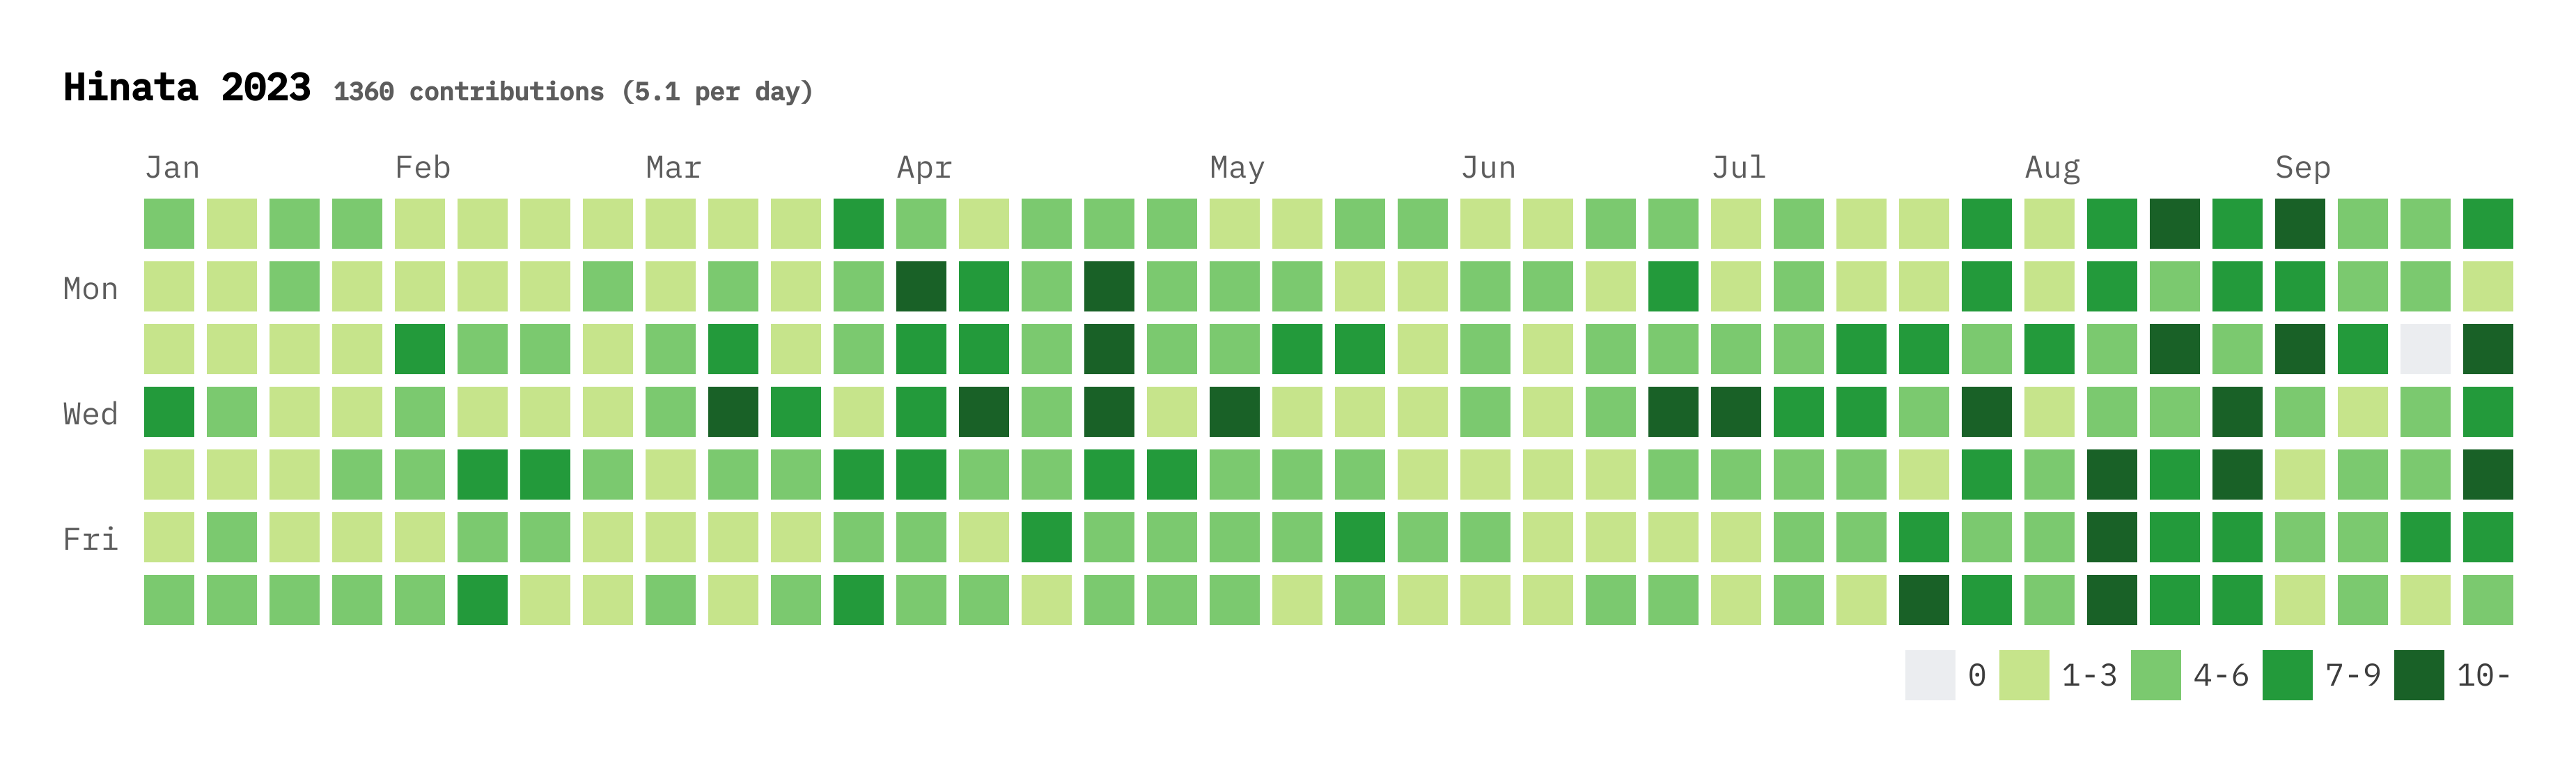 Hinata 2023 1360 contributions (5.1 per day)
Jan Feb Mar Apr May Jun Jul Aug Sep
Mon
Wed
Fri
0 1-3 4-6 7-9 10-